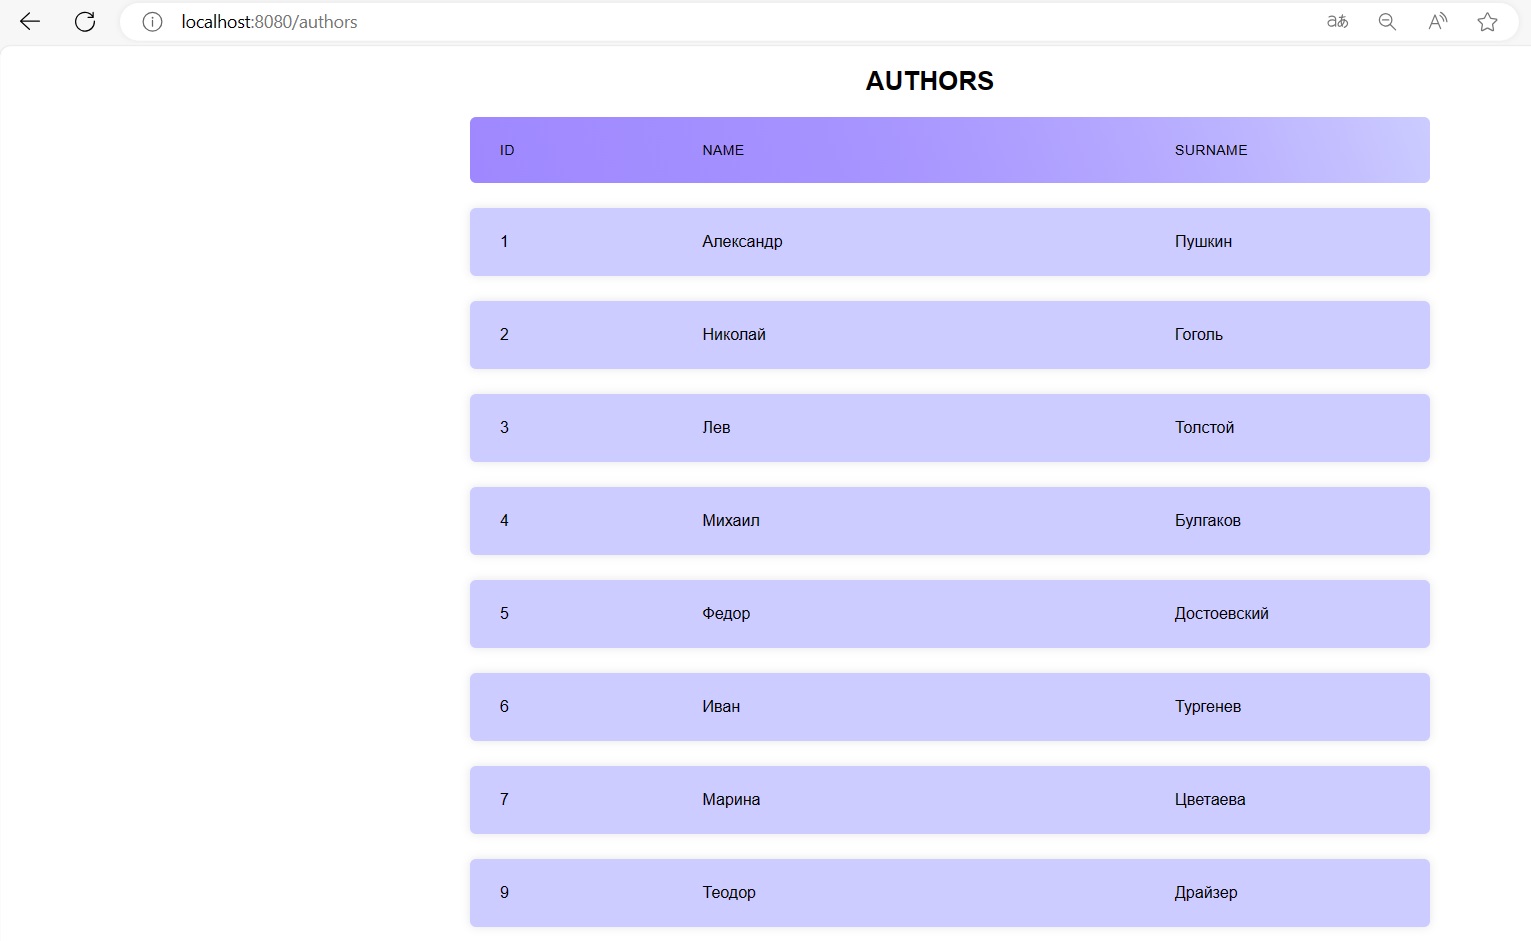 localhost:8080/authors
AUTHORS
ID NAME SURNAME
1 Александр Пушкин
2 Николай Гоголь
3 Лев Толстой
4 Михаил Булгаков
5 Федор Достоевский
6 Иван Тургенев
7 Марина Цветаева
9 Теодор Драйзер